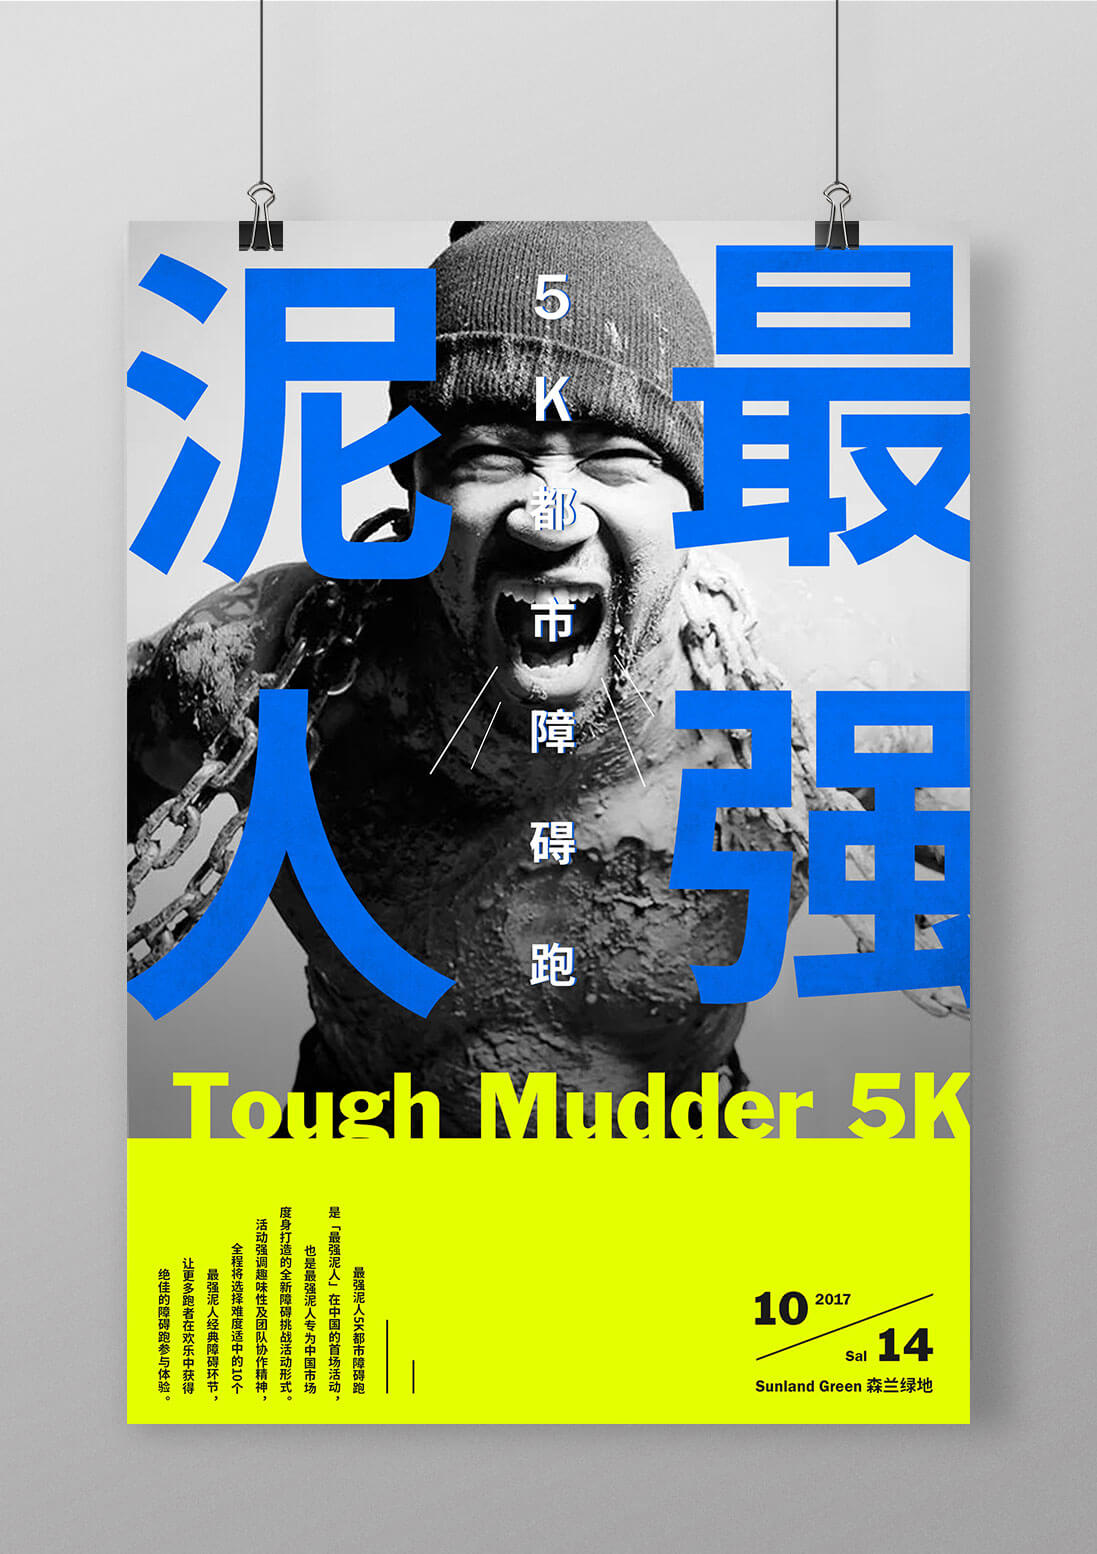 最强
泥人
5K都市障碍跑
Tough Mudder 5K
最强泥人5K都市障碍跑
是「最强泥人」在中国的首场活动，
也是最强泥人专为中国市场
度身打造的全新障碍挑战活动形式。
活动强调趣味性及团队协作精神，
全程将选择难度适中的10个
最强泥人经典障碍环节，
让更多跑者在欢乐中获得
绝佳的障碍跑参与体验。
10 2017
Sal 14
Sunland Green 森兰绿地